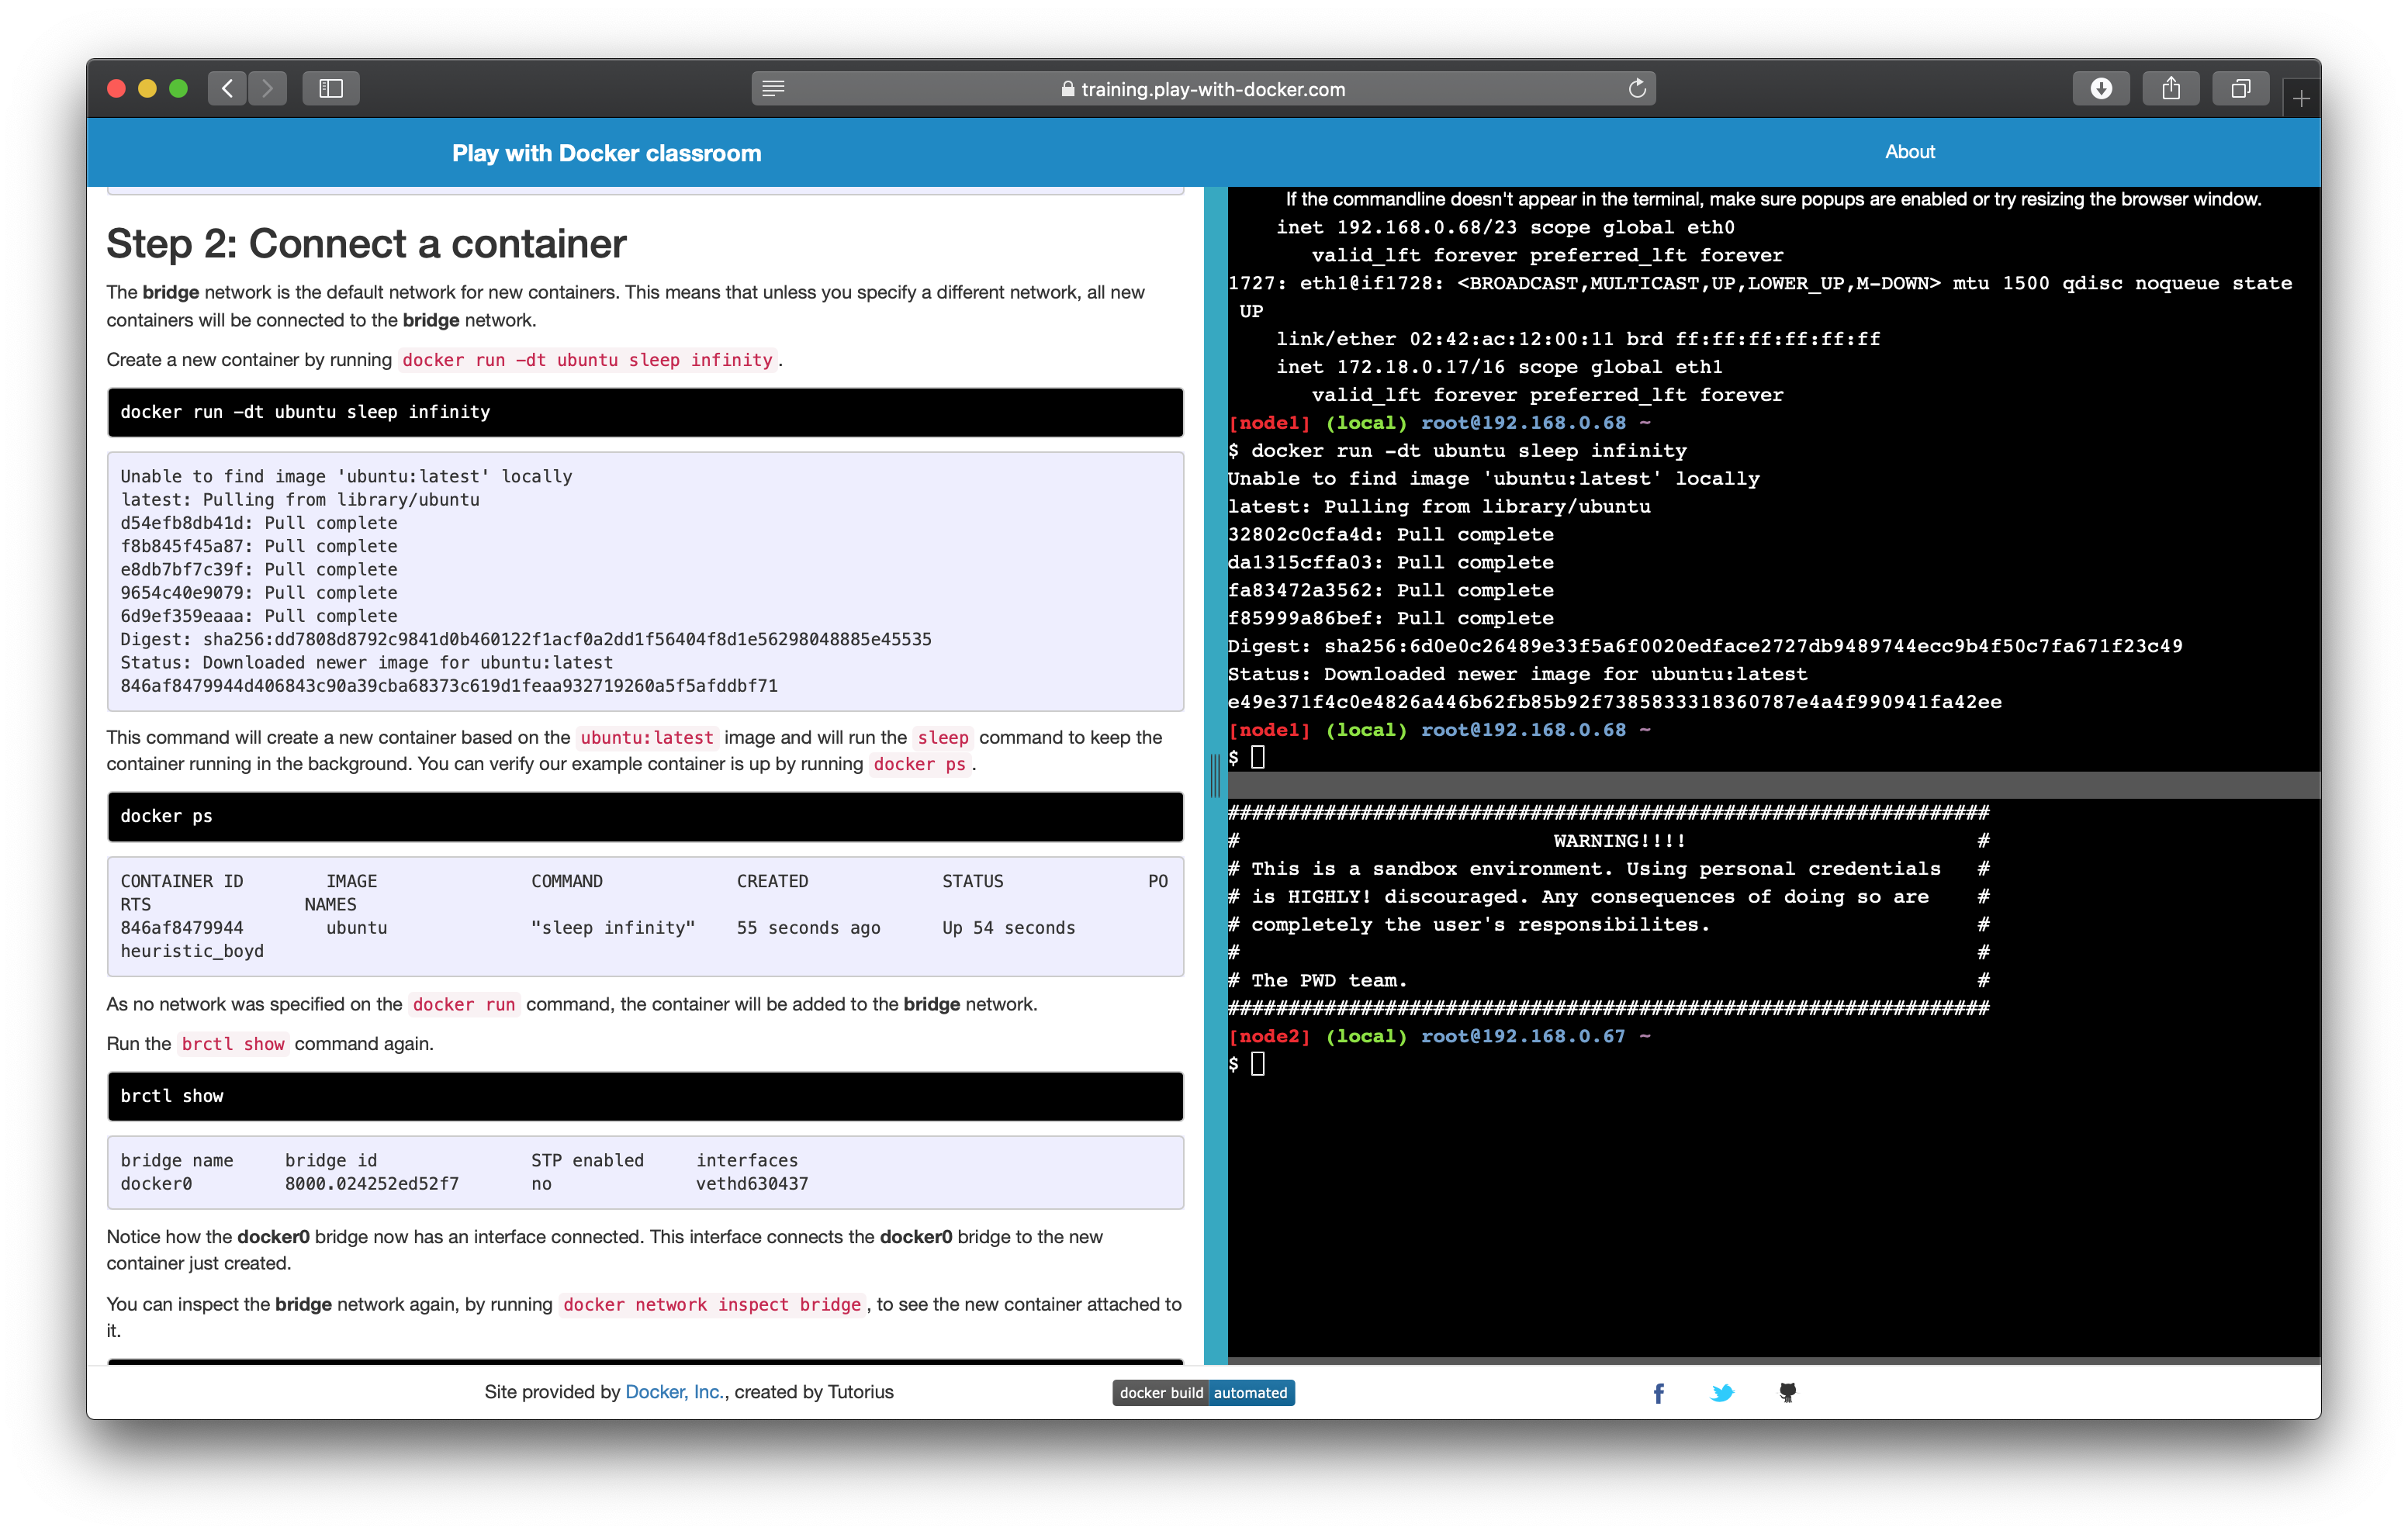 training.play-with-docker.com
Play with Docker classroom
About
Step 2: Connect a container
The bridge network is the default network for new containers. This means that unless you specify a different network, all new
containers will be connected to the bridge network.
Create a new container by running docker run -dt ubuntu sleep infinity.
docker run -dt ubuntu sleep infinity
Unable to find image 'ubuntu:latest' locally
latest: Pulling from library/ubuntu
d54efb8db41d: Pull complete
f8b845f45a87: Pull complete
e8db7bf7c39f: Pull complete
9654c40e9079: Pull complete
6d9ef359eaaa: Pull complete
Digest: sha256:dd7808d8792c9841d0b460122f1acf0a2dd1f56404f8d1e56298048885e45535
Status: Downloaded newer image for ubuntu:latest
846af8479944d406843c90a39cba68373c619d1feaa932719260a5f5afddbf71
This command will create a new container based on the ubuntu:latest image and will run the sleep command to keep the
container running in the background. You can verify our example container is up by running docker ps.
docker ps
CONTAINER ID        IMAGE               COMMAND             CREATED             STATUS              PO
RTS               NAMES
846af8479944        ubuntu              "sleep infinity"    55 seconds ago      Up 54 seconds
heuristic_boyd
As no network was specified on the docker run command, the container will be added to the bridge network.
Run the brctl show command again.
brctl show
bridge name     bridge id               STP enabled     interfaces
docker0         8000.024252ed52f7       no              vethd630437
Notice how the docker0 bridge now has an interface connected. This interface connects the docker0 bridge to the new
container just created.
You can inspect the bridge network again, by running docker network inspect bridge, to see the new container attached to
it.
If the commandline doesn't appear in the terminal, make sure popups are enabled or try resizing the browser window.
inet 192.168.0.68/23 scope global eth0
valid_lft forever preferred_lft forever
1727: eth1@if1728: <BROADCAST,MULTICAST,UP,LOWER_UP,M-DOWN> mtu 1500 qdisc noqueue state
UP
link/ether 02:42:ac:12:00:11 brd ff:ff:ff:ff:ff:ff
inet 172.18.0.17/16 scope global eth1
valid_lft forever preferred_lft forever
[node1] (local) root@192.168.0.68 ~
$ docker run -dt ubuntu sleep infinity
Unable to find image 'ubuntu:latest' locally
latest: Pulling from library/ubuntu
32802c0cfa4d: Pull complete
da1315cffa03: Pull complete
fa83472a3562: Pull complete
f85999a86bef: Pull complete
Digest: sha256:6d0e0c26489e33f5a6f0020edface2727db9489744ecc9b4f50c7fa671f23c49
Status: Downloaded newer image for ubuntu:latest
e49e371f4c0e4826a446b62fb85b92f7385833318360787e4a4f990941fa42ee
[node1] (local) root@192.168.0.68 ~
$
###############################################################
#                          WARNING!!!!                        #
# This is a sandbox environment. Using personal credentials   #
# is HIGHLY! discouraged. Any consequences of doing so are    #
# completely the user's responsibilites.                      #
#                                                             #
# The PWD team.                                               #
###############################################################
[node2] (local) root@192.168.0.67 ~
$
Site provided by Docker, Inc., created by Tutorius
docker build automated